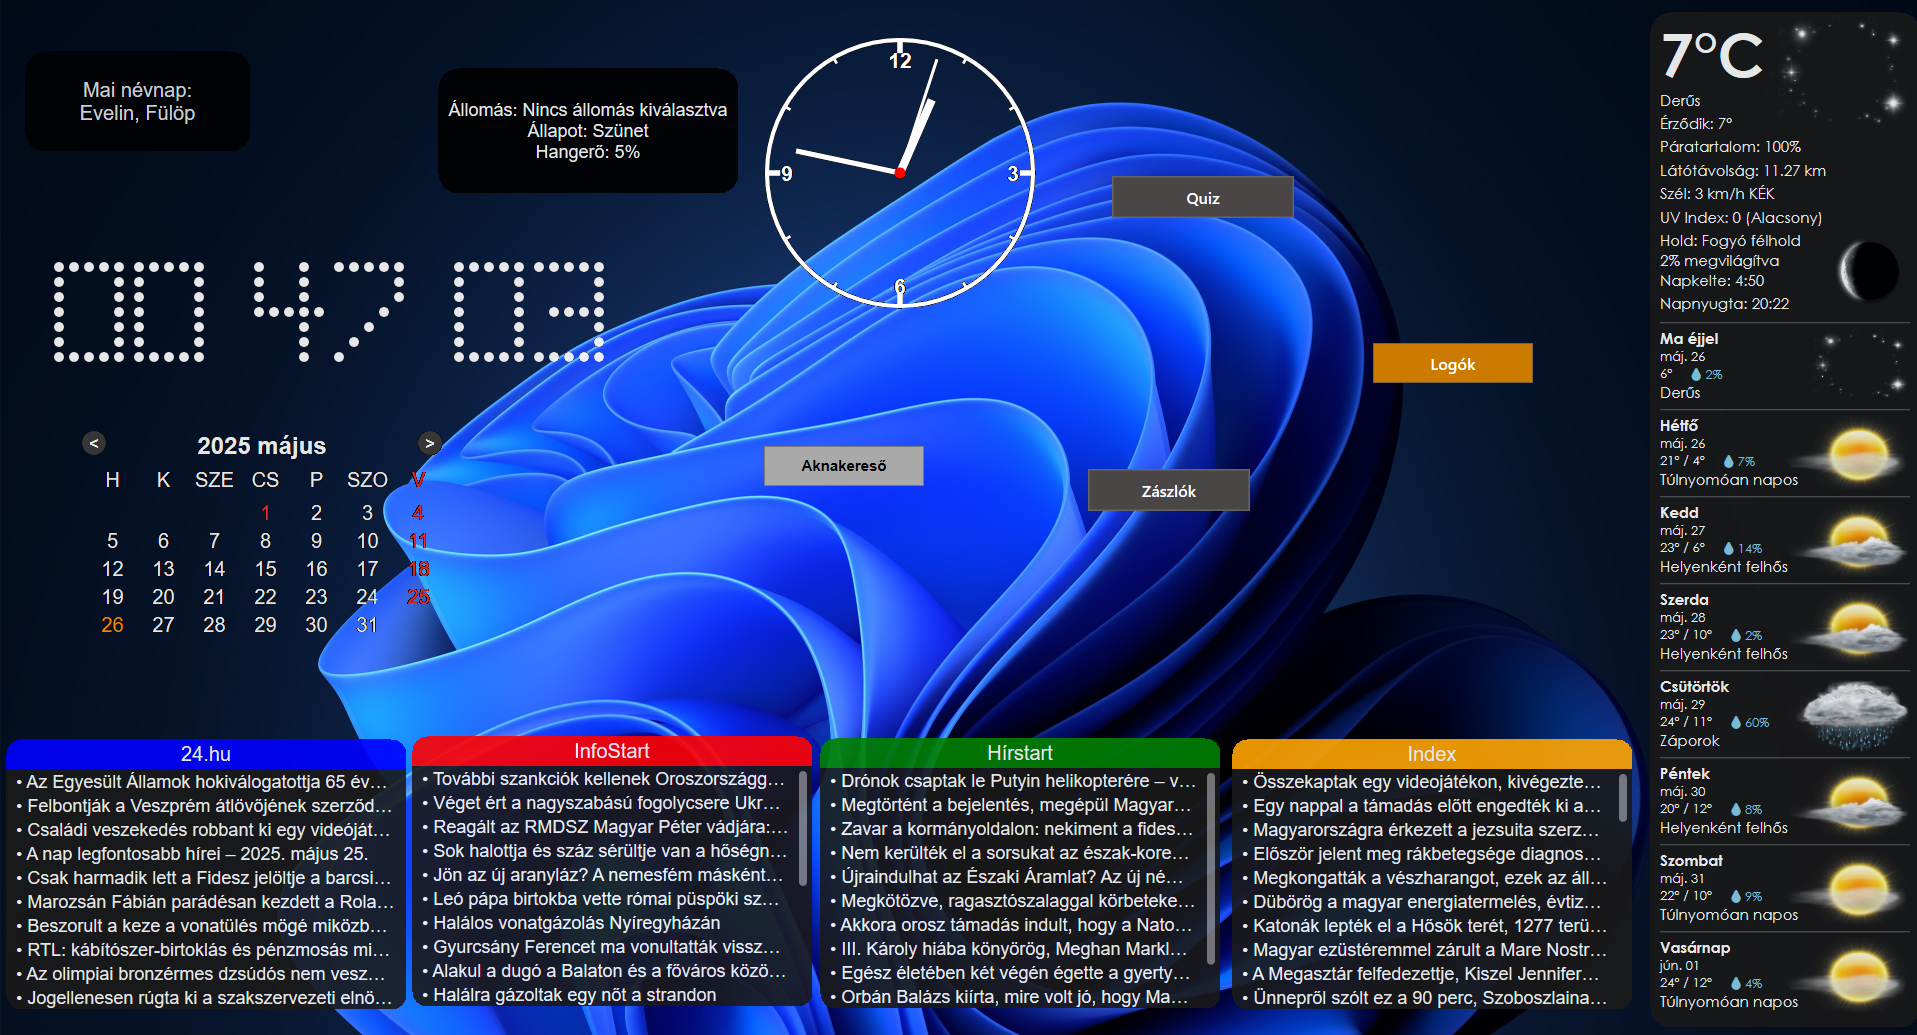 Mai névnap:
Evelin, Fülöp
Állomás: Nincs állomás kiválasztva
Állapot: Szünet
Hangerő: 5%
12
9
3
6
00 47 03
Quiz
Logók
Aknakereső
Zászlók
<
2025 május
>
H K SZE CS P SZO V
1 2 3 4
5 6 7 8 9 10 11
12 13 14 15 16 17 18
19 20 21 22 23 24 25
26 27 28 29 30 31
24.hu
• Az Egyesült Államok hokiválogatottja 65 év...
• Felbontják a Veszprém átlövőjének szerződ...
• Családi veszekedés robbant ki egy videóját...
• A nap legfontosabb hírei – 2025. május 25.
• Csak harmadik lett a Fidesz jelöltje a barcsi...
• Marozsán Fábián parádésan kezdett a Rola...
• Beszorult a keze a vonatülés mögé miközb...
• RTL: kábítószer-birtoklás és pénzmosás mi...
• Az olimpiai bronzérmes dzsúdós nem vesz...
• Jogellenesen rúgta ki a szakszervezeti elnö...
InfoStart
• További szankciók kellenek Oroszországg...
• Véget ért a nagyszabású fogolycsere Ukr...
• Reagált az RMDSZ Magyar Péter vádjára:...
• Sok halottja és száz sérültje van a hőségn...
• Jön az új aranyláz? A nemesfém másként...
• Leó pápa birtokba vette római püspöki sz...
• Halálos vonatgázolás Nyíregyházán
• Gyurcsány Ferencet ma vonultatták vissz...
• Alakul a dugó a Balaton és a főváros közö...
• Halálra gázoltak egy nőt a strandon
Hírstart
• Drónok csaptak le Putyin helikopterére – v...
• Megtörtént a bejelentés, megépül Magyar...
• Zavar a kormányoldalon: nekiment a fides...
• Nem kerülték el a sorsukat az észak-kore...
• Újraindulhat az Északi Áramlat? Az új né...
• Megkötözve, ragasztószalaggal körbeteke...
• Akkora orosz támadás indult, hogy a Nato...
• III. Károly hiába könyörög, Meghan Markl...
• Egész életében két végén égette a gyerty...
• Orbán Balázs kiírta, mire volt jó, hogy Ma...
Index
• Összekaptak egy videojátékon, kivégezte...
• Egy nappal a támadás előtt engedték ki a...
• Magyarországra érkezett a jezsuita szerz...
• Először jelent meg rákbetegsége diagnos...
• Megkongatták a vészharangot, ezek az áll...
• Dübörög a magyar energiatermelés, évtiz...
• Katonák lepték el a Hősök terét, 1277 terü...
• Magyar ezüstéremmel zárult a Mare Nostr...
• A Megasztár felfedezettje, Kiszel Jennifer...
• Ünnepről szólt ez a 90 perc, Szoboszlaina...
7°C
Derűs
Érződik: 7°
Páratartalom: 100%
Látótávolság: 11.27 km
Szél: 3 km/h KÉK
UV Index: 0 (Alacsony)
Hold: Fogyó félhold
2% megvilágítva
Napkelte: 4:50
Napnyugta: 20:22
Ma éjjel
máj. 26
6° 2%
Derűs
Hétfő
máj. 26
21° / 4° 7%
Túlnyomóan napos
Kedd
máj. 27
23° / 6° 14%
Helyenként felhős
Szerda
máj. 28
23° / 10° 2%
Helyenként felhős
Csütörtök
máj. 29
24° / 11° 60%
Záporok
Péntek
máj. 30
20° / 12° 8%
Helyenként felhős
Szombat
máj. 31
22° / 10° 9%
Túlnyomóan napos
Vasárnap
jún. 01
24° / 12° 4%
Túlnyomóan napos